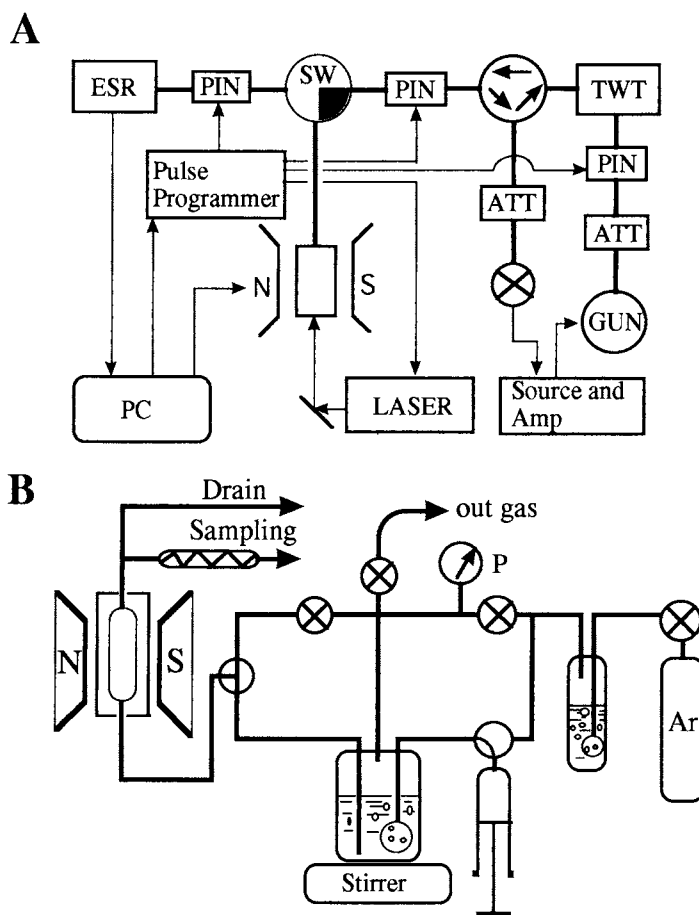 A
ESR
PIN
SW
PIN
TWT
Pulse
Programmer
ATT
PIN
ATT
N
S
GUN
PC
LASER
Source and
Amp
B
Drain
Sampling
out gas
P
N
S
Ar
Stirrer